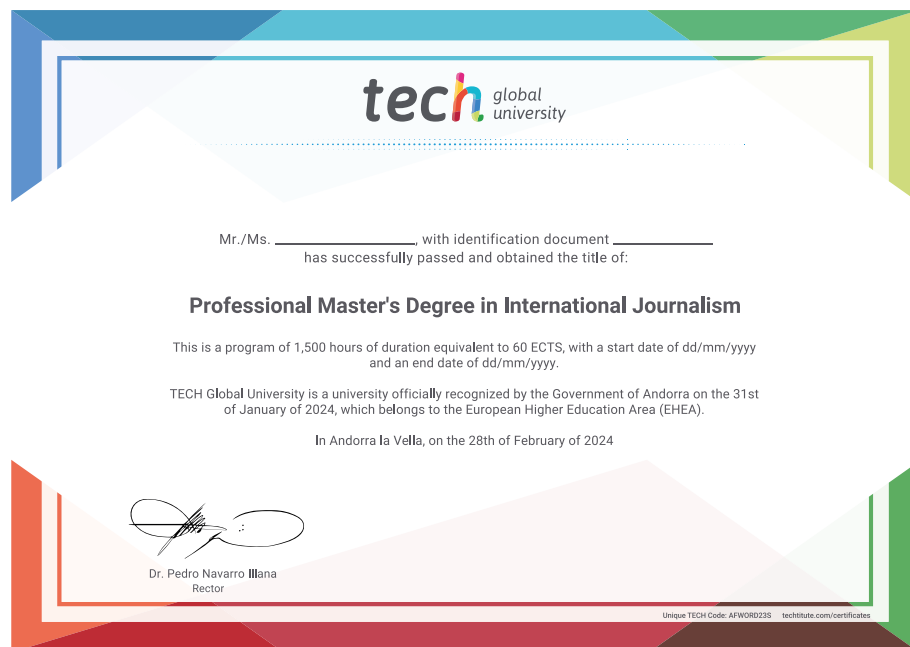 tech global university
Mr./Ms. ________________, with identification document ____________
has successfully passed and obtained the title of:
Professional Master's Degree in International Journalism
This is a program of 1,500 hours of duration equivalent to 60 ECTS, with a start date of dd/mm/yyyy
and an end date of dd/mm/yyyy.
TECH Global University is a university officially recognized by the Government of Andorra on the 31st
of January of 2024, which belongs to the European Higher Education Area (EHEA).
In Andorra la Vella, on the 28th of February of 2024
Dr. Pedro Navarro Illana
Rector
Unique TECH Code: AFWORD23S techtitute.com/certificates